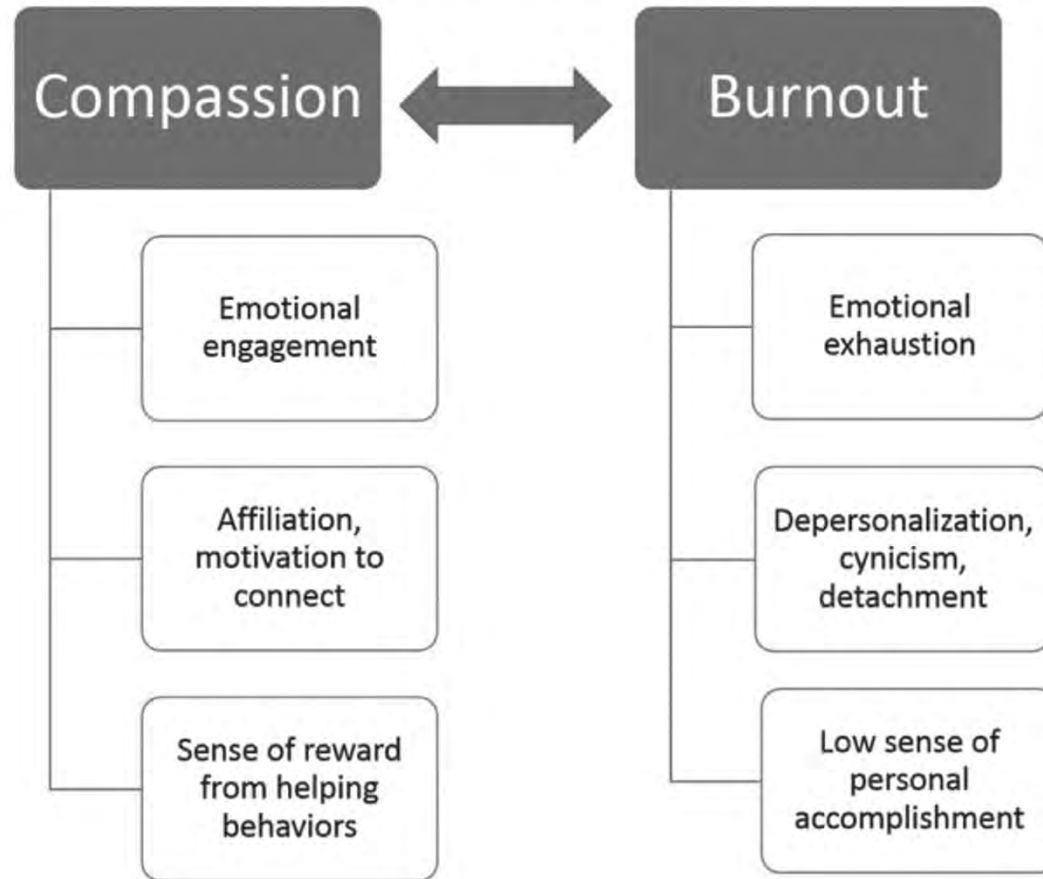 Compassion
Burnout
Emotional
engagement
Affiliation,
motivation to
connect
Sense of reward
from helping
behaviors
Emotional
exhaustion
Depersonalization,
cynicism,
detachment
Low sense of
personal
accomplishment